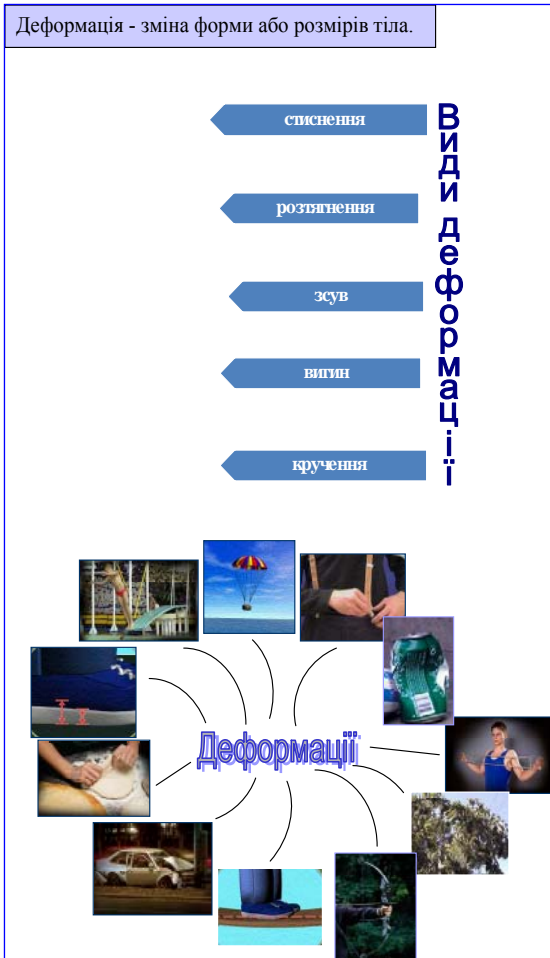 Деформація - зміна форми або розмірів тіла.
Види деформації
стиснення
розтягнення
зсув
вигин
кручення
Деформації